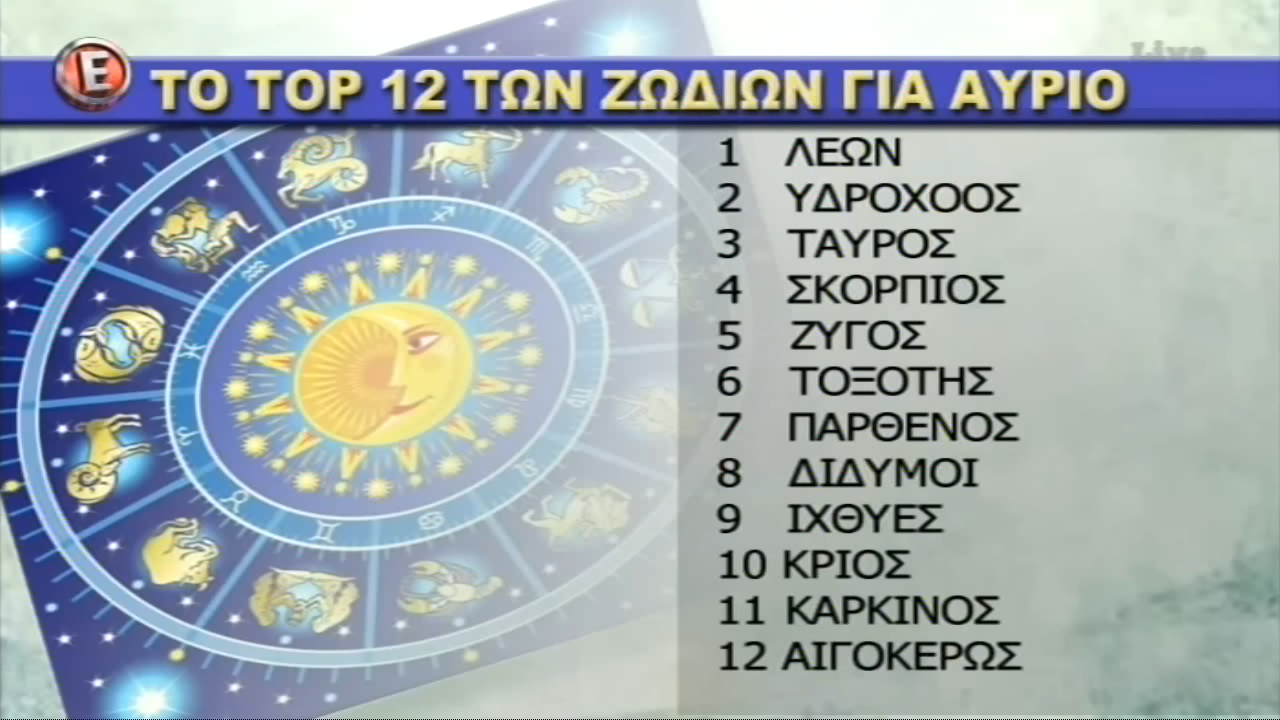 Live
E
ΤΟ TOP 12 ΤΩΝ ΖΩΔΙΩΝ ΓΙΑ ΑΥΡΙΟ
1 ΛΕΩΝ
2 ΥΔΡΟΧΟΟΣ
3 ΤΑΥΡΟΣ
4 ΣΚΟΡΠΙΟΣ
5 ΖΥΓΟΣ
6 ΤΟΞΟΤΗΣ
7 ΠΑΡΘΕΝΟΣ
8 ΔΙΔΥΜΟΙ
9 ΙΧΘΥΕΣ
10 ΚΡΙΟΣ
11 ΚΑΡΚΙΝΟΣ
12 ΑΙΓΟΚΕΡΩΣ